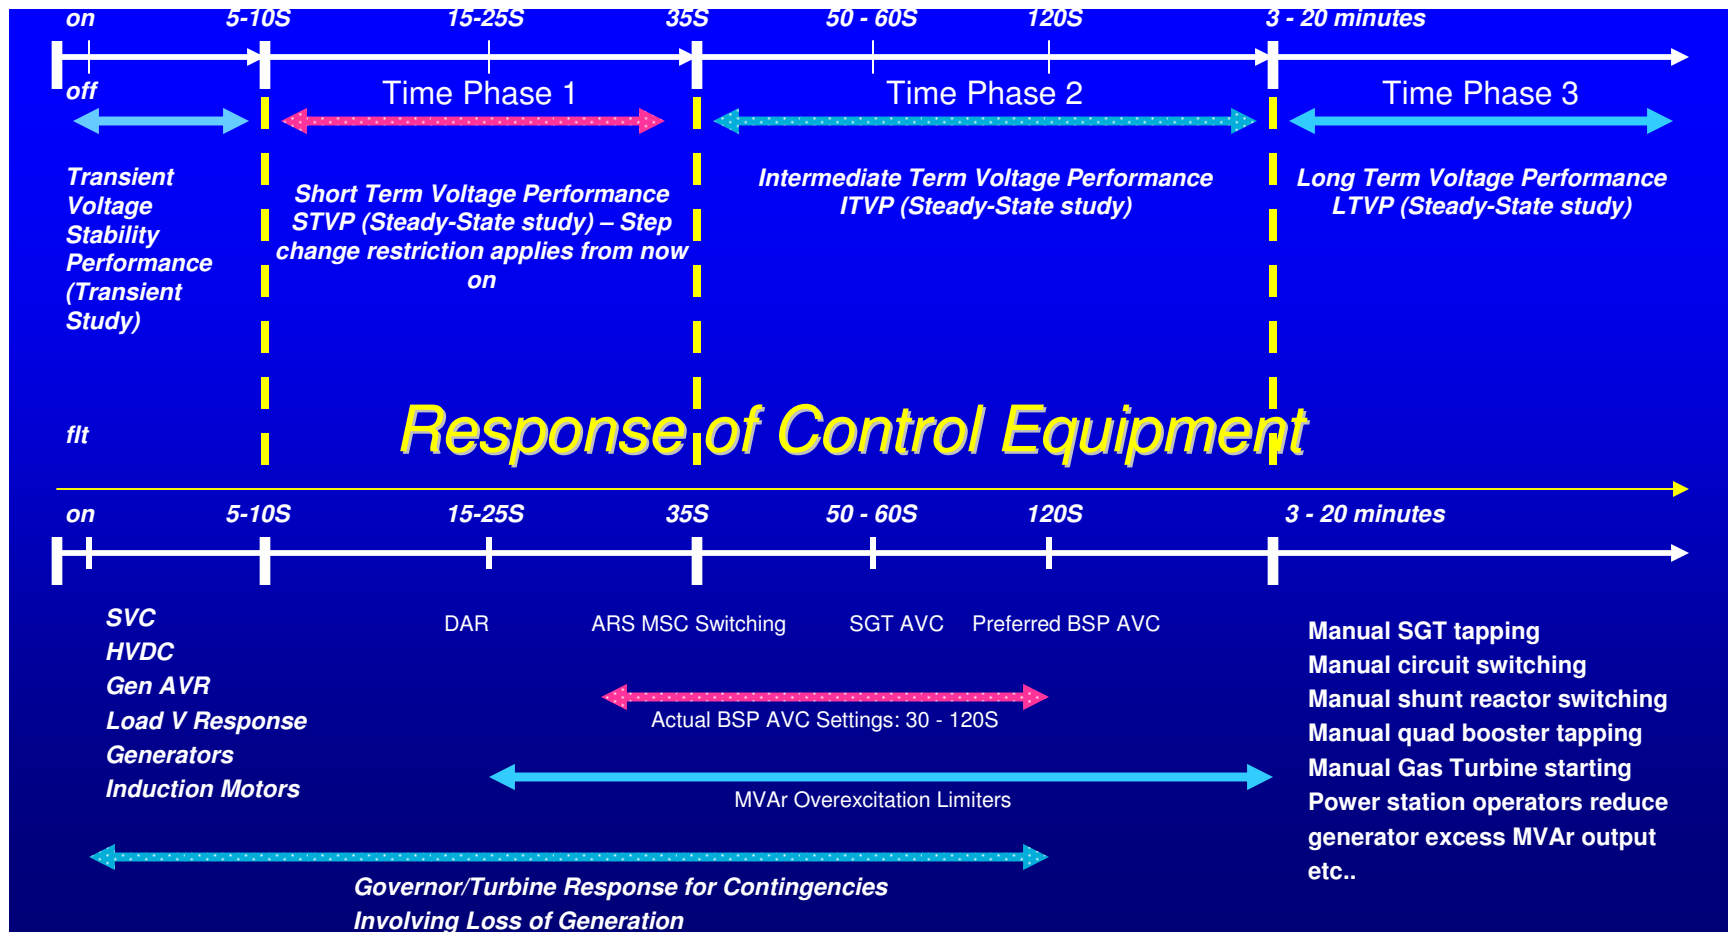 on 5-10S 15-25S 35S 50 - 60S 120S 3 - 20 minutes
off
Time Phase 1 Time Phase 2 Time Phase 3
Transient
Voltage
Stability
Performance
(Transient
Study)
Short Term Voltage Performance
STVP (Steady-State study) – Step
change restriction applies from now
on
Intermediate Term Voltage Performance
ITVP (Steady-State study)
Long Term Voltage Performance
LTVP (Steady-State study)
flt
Response of Control Equipment
on 5-10S 15-25S 35S 50 - 60S 120S 3 - 20 minutes
SVC
HVDC
Gen AVR
Load V Response
Generators
Induction Motors
DAR ARS MSC Switching SGT AVC Preferred BSP AVC
Actual BSP AVC Settings: 30 - 120S
MVAr Overexcitation Limiters
Governor/Turbine Response for Contingencies
Involving Loss of Generation
Manual SGT tapping
Manual circuit switching
Manual shunt reactor switching
Manual quad booster tapping
Manual Gas Turbine starting
Power station operators reduce
generator excess MVAr output
etc..